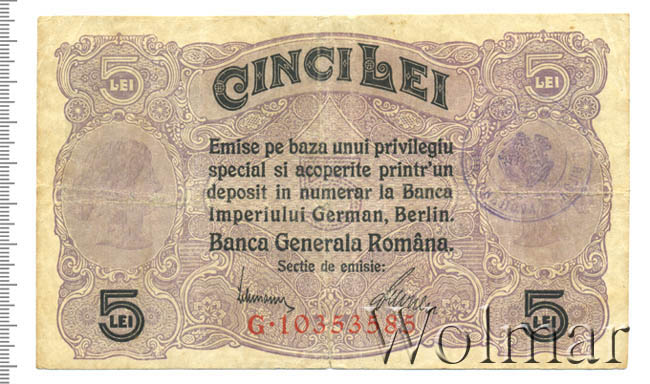 5 LEI
CINCI LEI
5 LEI
Emise pe baza unui privilegiu
special si acoperite printr'un
deposit in numerar la Banca
Imperiului German, Berlin.
Banca Generala Româna.
Sectie de emisie:
5 LEI
G·10353585
5 LEI
Wolmar